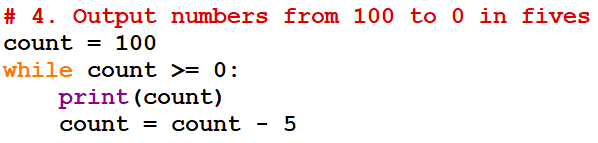 # 4. Output numbers from 100 to 0 in fives
count = 100
while count >= 0:
    print(count)
    count = count - 5